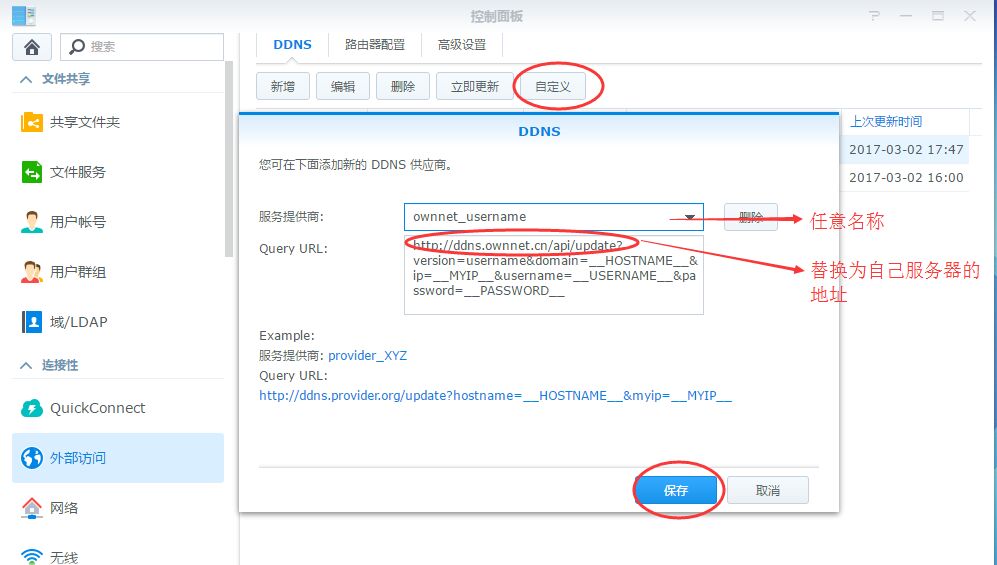 控制面板
搜索
文件共享
共享文件夹
文件服务
用户帐号
用户群组
域/LDAP
连接性
QuickConnect
外部访问
网络
无线
DDNS
路由器配置
高级设置
新增
编辑
删除
立即更新
自定义
上次更新时间
2017-03-02 17:47
2017-03-02 16:00
DDNS
您可在下面添加新的 DDNS 供应商。
服务提供商:
ownnet_username
删除
任意名称
Query URL:
http://ddns.ownnet.cn/api/update?
version=username&domain=__HOSTNAME__&
ip=__MYIP__&username=__USERNAME__&pa
ssword=__PASSWORD__
替换为自己服务器的
地址
Example:
服务提供商: provider_XYZ
Query URL:
http://ddns.provider.org/update?hostname=__HOSTNAME__&myip=__MYIP__
保存
取消